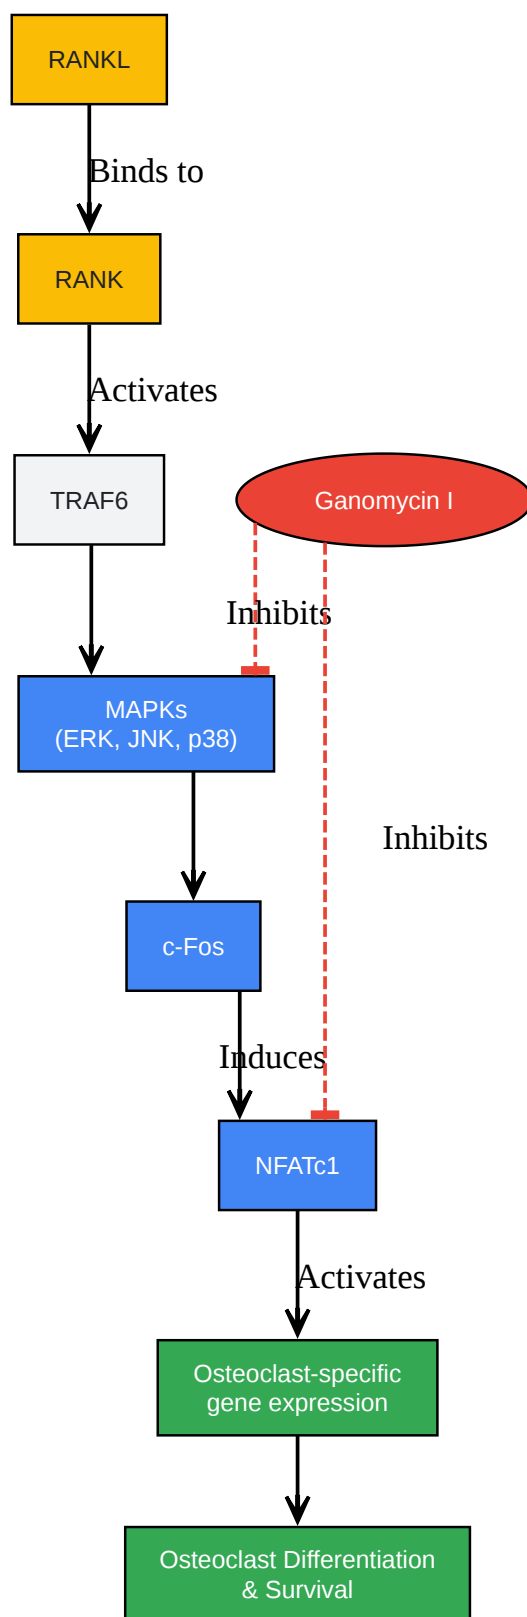 RANKL
Binds to
RANK
Activates
TRAF6
Ganomycin I
Inhibits
MAPKs
(ERK, JNK, p38)
Inhibits
c-Fos
Induces
NFATc1
Activates
Osteoclast-specific
gene expression
Osteoclast Differentiation
& Survival